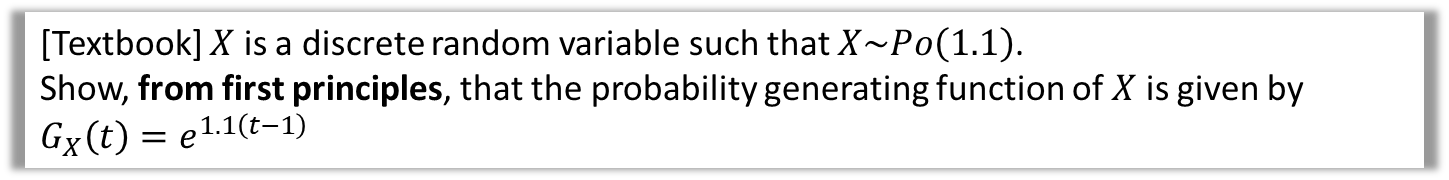 [Textbook] X is a discrete random variable such that X~Po(1.1).
Show, from first principles, that the probability generating function of X is given by
G_X(t) = e^{1.1(t−1)}